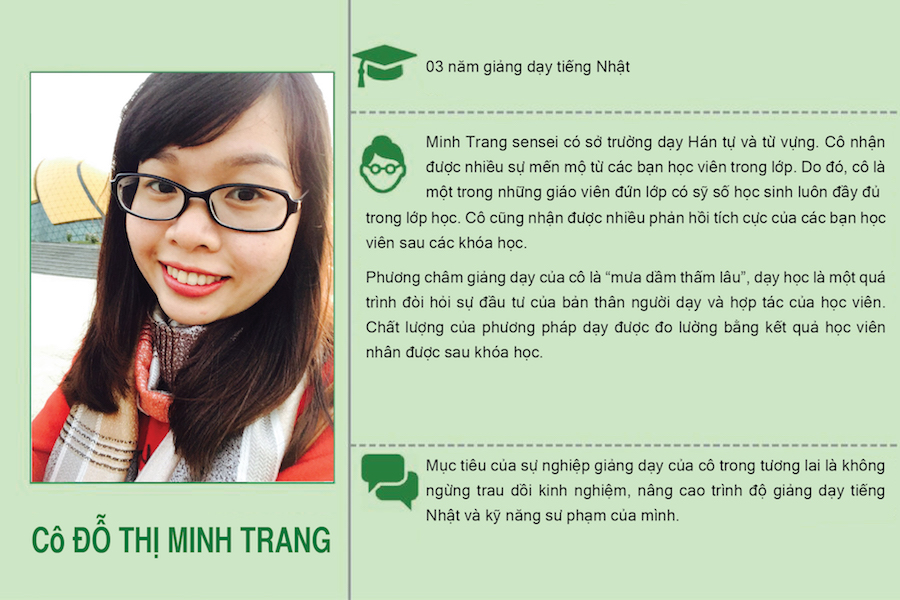 03 năm giảng dạy tiếng Nhật
Minh Trang sensei có sở trường dạy Hán tự và từ vựng. Cô nhận
được nhiều sự mến mộ từ các bạn học viên trong lớp. Do đó, cô là
một trong những giáo viên đứn lớp có sỹ số học sinh luôn đầy đủ
trong lớp học. Cô cũng nhận được nhiều phản hồi tích cực của các bạn học
viên sau các khóa học.
Phương châm giảng dạy của cô là “mưa dầm thấm lâu”, dạy học là một quá
trình đòi hỏi sự đầu tư của bản thân người dạy và hợp tác của học viên.
Chất lượng của phương pháp dạy được đo lường bằng kết quả học viên
nhân được sau khóa học.
Mục tiêu của sự nghiệp giảng dạy của cô trong tương lai là không
ngừng trau dồi kinh nghiệm, nâng cao trình độ giảng dạy tiếng
Nhật và kỹ năng sư phạm của mình.
Cô ĐỖ THỊ MINH TRANG